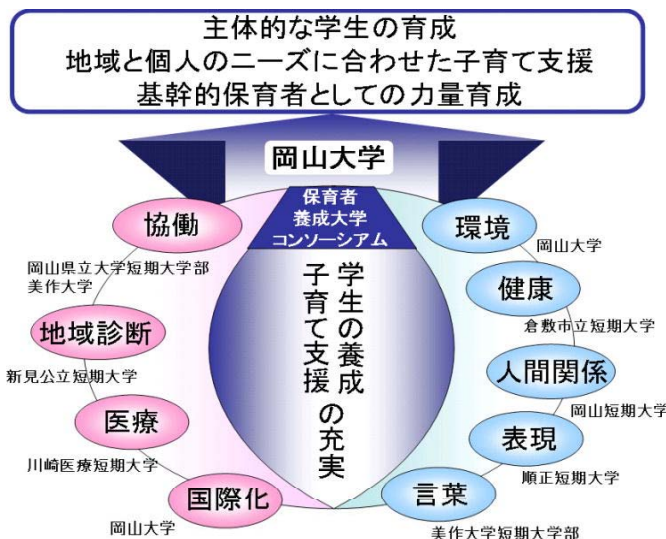 主体的な学生の育成
地域と個人のニーズに合わせた子育て支援
基幹的保育者としての力量育成
岡山大学
保育者
養成大学
コンソーシアム
学生の養成
子育て支援
の充実
協働
岡山県立大学短期大学部
美作大学
地域診断
新見公立短期大学
医療
川崎医療短期大学
国際化
岡山大学
環境
岡山大学
健康
倉敷市立短期大学
人間関係
岡山短期大学
表現
順正短期大学
言葉
美作大学短期大学部